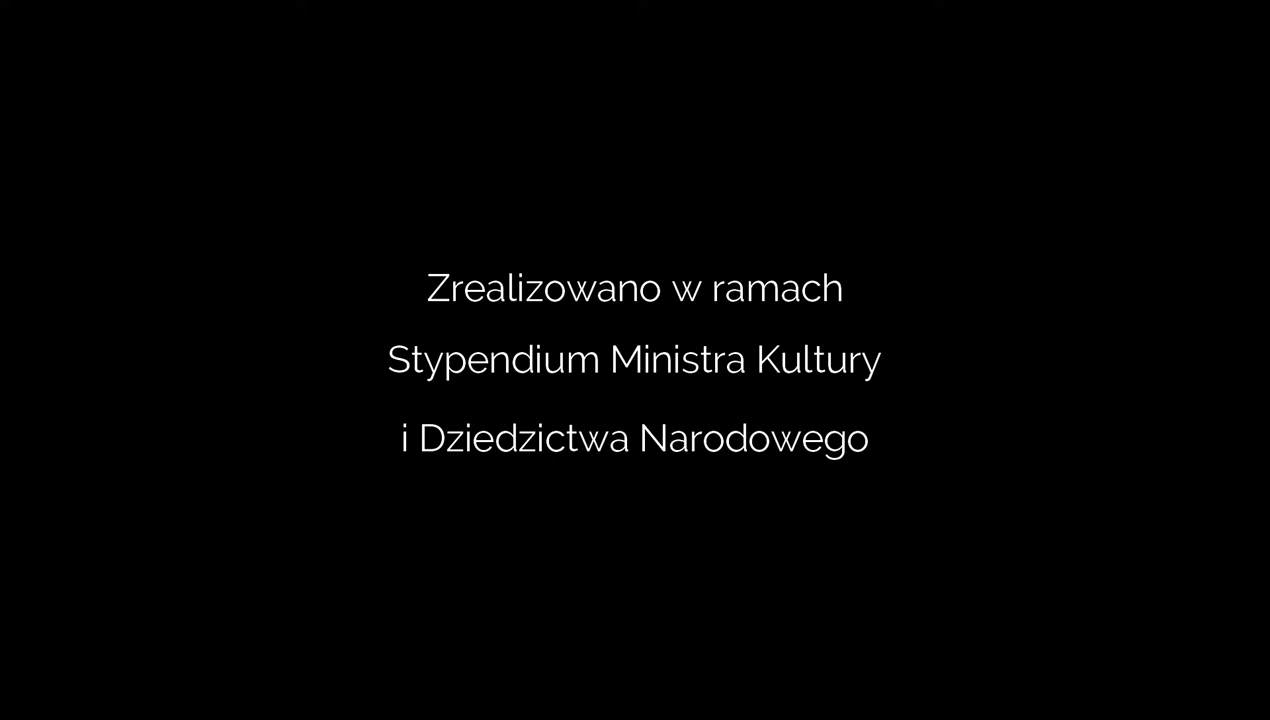 Zrealizowano w ramach
Stypendium Ministra Kultury
i Dziedzictwa Narodowego